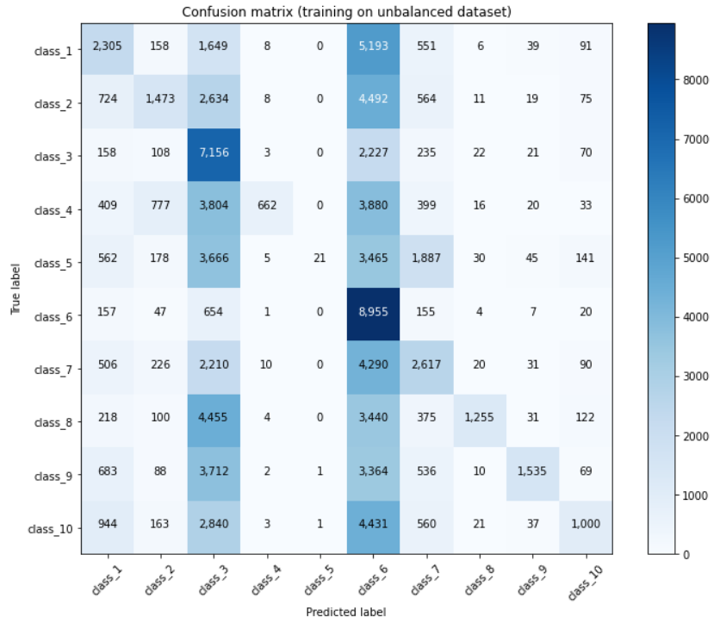 Confusion matrix (training on unbalanced dataset)
class_1 2,305 158 1,649 8 0 5,193 551 6 39 91
class_2 724 1,473 2,634 8 0 4,492 564 11 19 75
class_3 158 108 7,156 3 0 2,227 235 22 21 70
class_4 409 777 3,804 662 0 3,880 399 16 20 33
class_5 562 178 3,666 5 21 3,465 1,887 30 45 141
class_6 157 47 654 1 0 8,955 155 4 7 20
class_7 506 226 2,210 10 0 4,290 2,617 20 31 90
class_8 218 100 4,455 4 0 3,440 375 1,255 31 122
class_9 683 88 3,712 2 1 3,364 536 10 1,535 69
class_10 944 163 2,840 3 1 4,431 560 21 37 1,000
True label
class_1 class_2 class_3 class_4 class_5 class_6 class_7 class_8 class_9 class_10
Predicted label
8000
7000
6000
5000
4000
3000
2000
1000
0